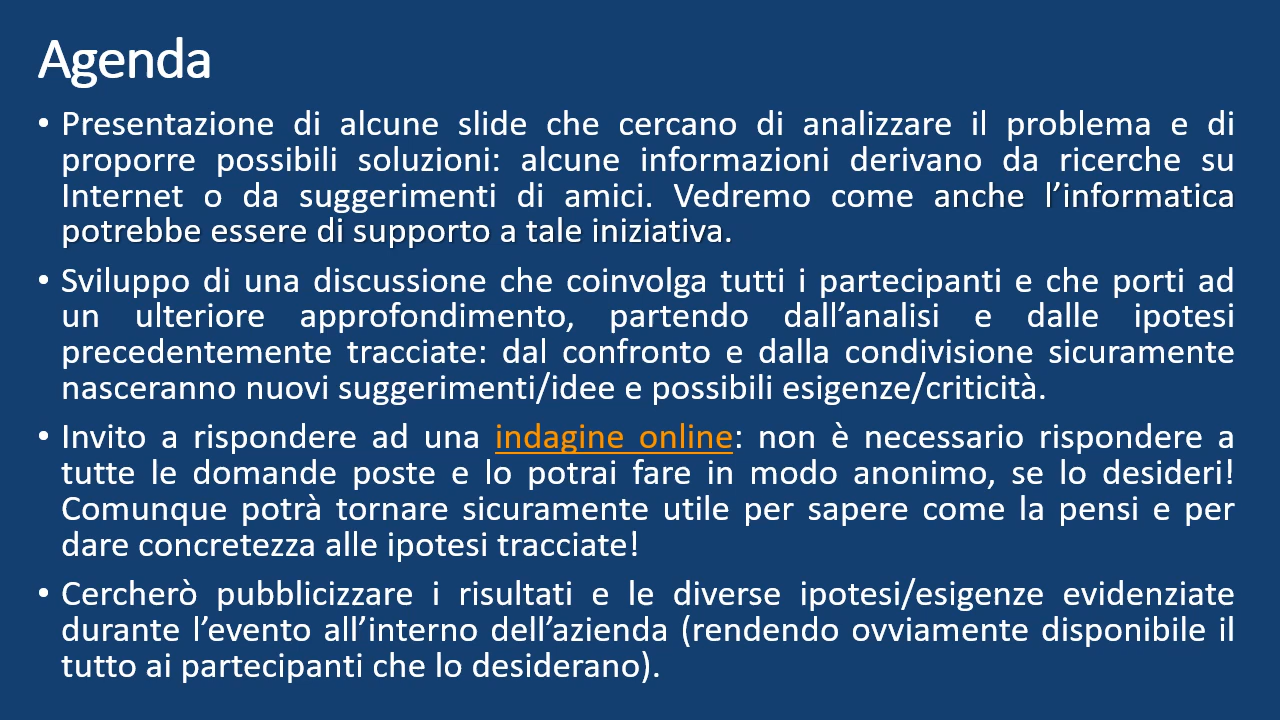 Agenda
• Presentazione di alcune slide che cercano di analizzare il problema e di
proporre possibili soluzioni: alcune informazioni derivano da ricerche su
Internet o da suggerimenti di amici. Vedremo come anche l’informatica
potrebbe essere di supporto a tale iniziativa.
• Sviluppo di una discussione che coinvolga tutti i partecipanti e che porti ad
un ulteriore approfondimento, partendo dall’analisi e dalle ipotesi
precedentemente tracciate: dal confronto e dalla condivisione sicuramente
nasceranno nuovi suggerimenti/idee e possibili esigenze/criticità.
• Invito a rispondere ad una indagine online: non è necessario rispondere a
tutte le domande poste e lo potrai fare in modo anonimo, se lo desideri!
Comunque potrà tornare sicuramente utile per sapere come la pensi e per
dare concretezza alle ipotesi tracciate!
• Cercherò pubblicizzare i risultati e le diverse ipotesi/esigenze evidenziate
durante l’evento all’interno dell’azienda (rendendo ovviamente disponibile il
tutto ai partecipanti che lo desiderano).